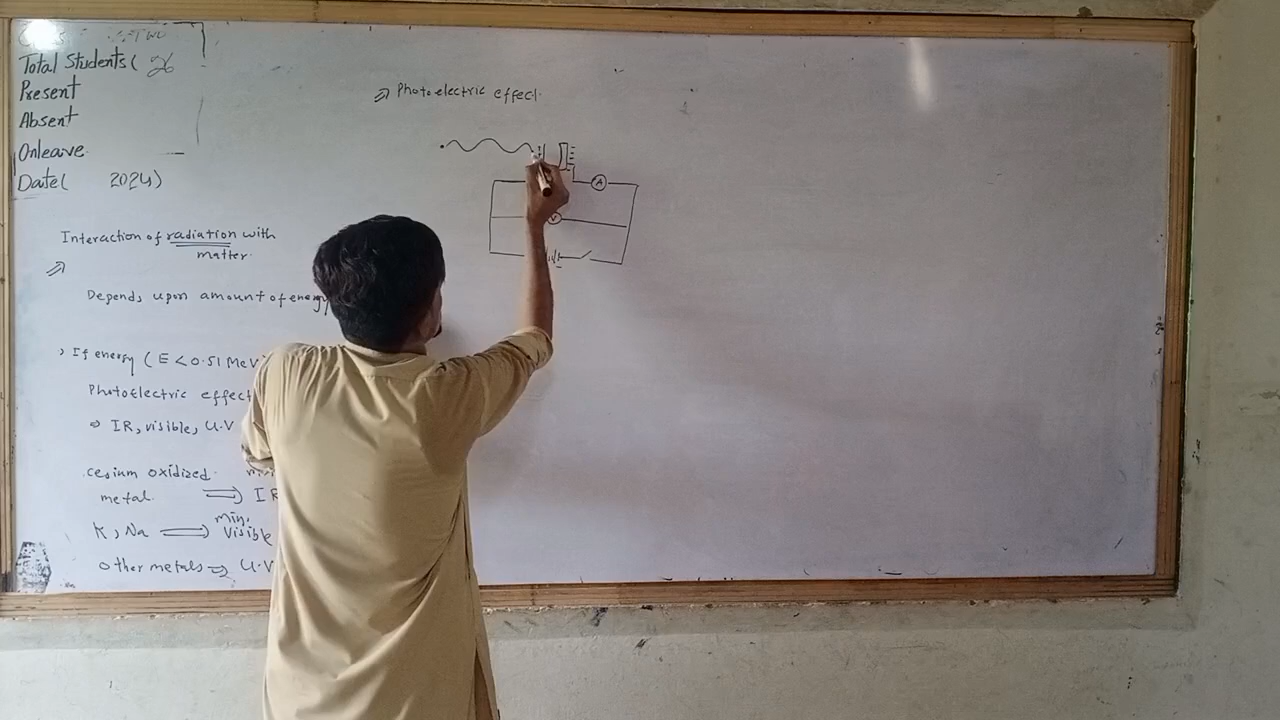 Total Students( 26
Present
Absent
Onleave
Date( 2024)
Interaction of radiation with
matter.
Depends upon amount of energy
If energy (E < 0.51 MeV
Photoelectric effect
⇒ IR, visible, U.V
cesium oxidized
metal ⟹ IR
min.
K, Na ⟹ Visible
other metals ⇒ U.V
⇒ Photoelectric effect.
A
V